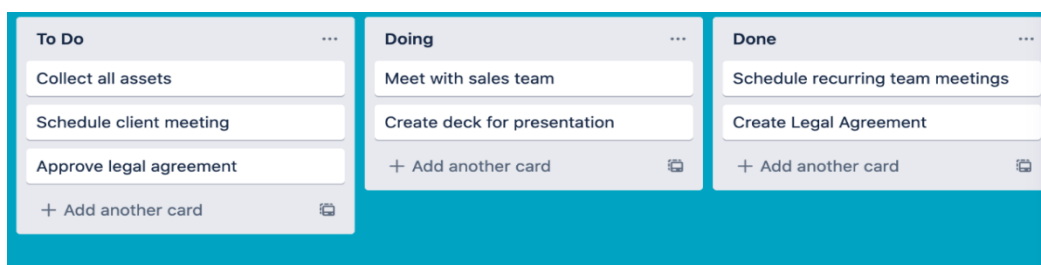 To Do
Collect all assets
Schedule client meeting
Approve legal agreement
+ Add another card
Doing
Meet with sales team
Create deck for presentation
+ Add another card
Done
Schedule recurring team meetings
Create Legal Agreement
+ Add another card